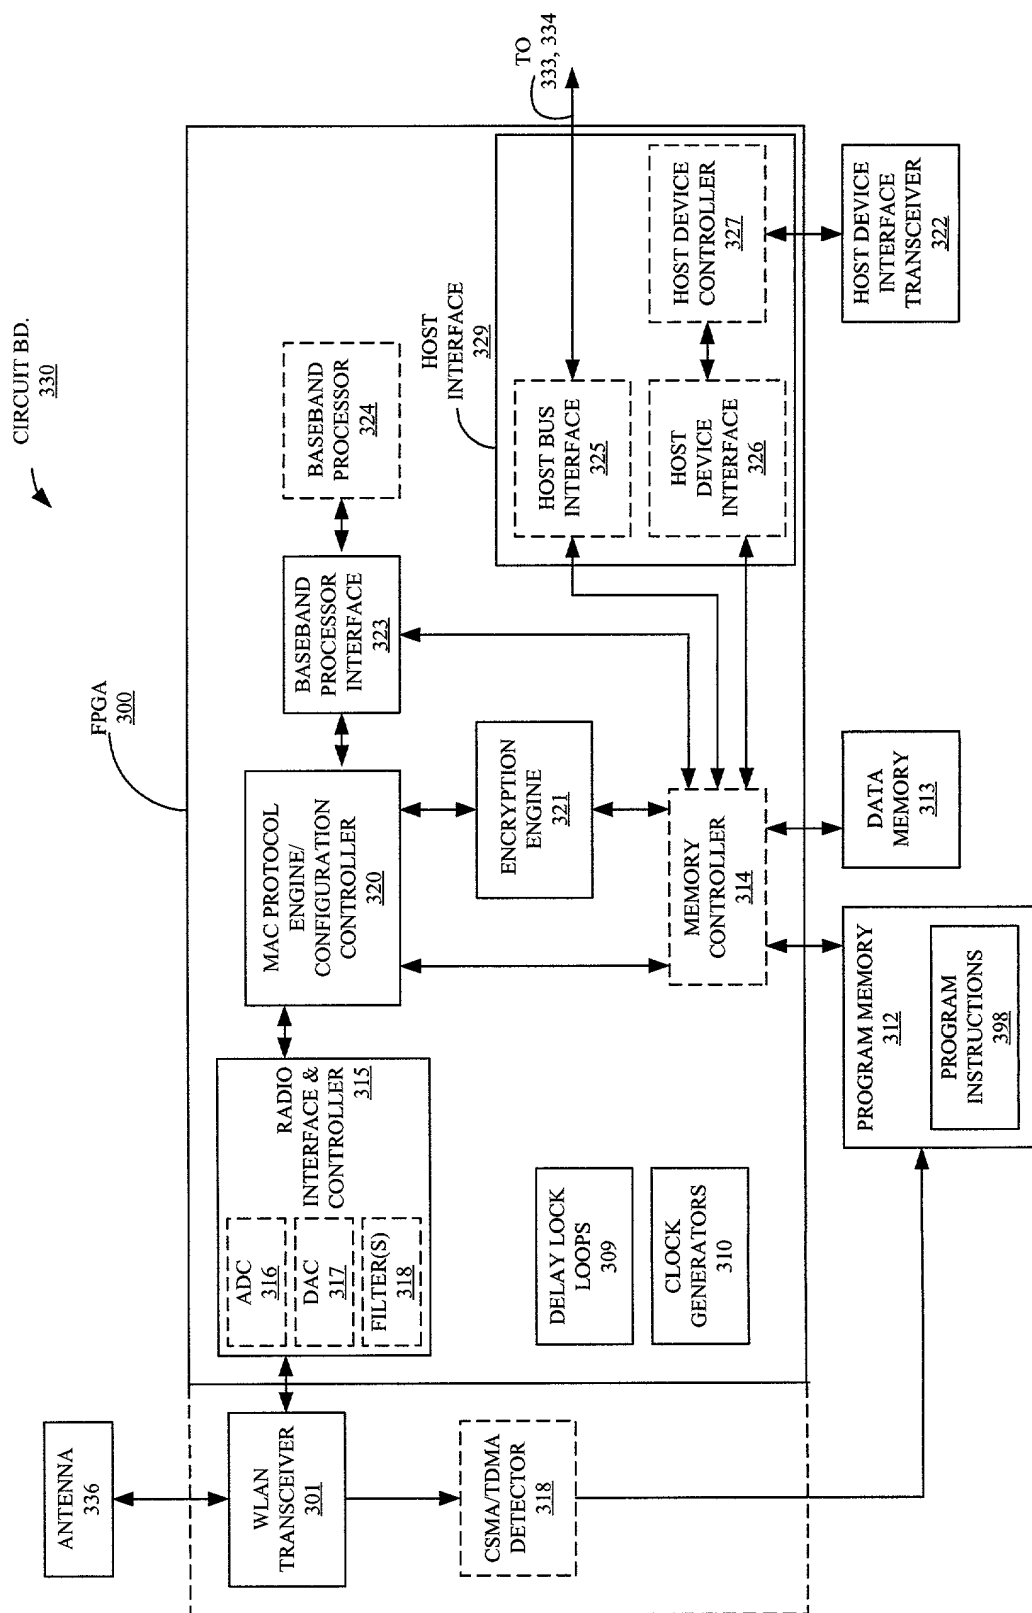 CIRCUIT BD.
330
FPGA
300
ANTENNA
336
WLAN
TRANSCEIVER
301
CSMA/TDMA
DETECTOR
318
ADC
316
DAC
317
FILTER(S)
318
RADIO
INTERFACE &
CONTROLLER
315
MAC PROTOCOL
ENGINE/
CONFIGURATION
CONTROLLER
320
BASEBAND
PROCESSOR
INTERFACE
323
BASEBAND
PROCESSOR
324
ENCRYPTION
ENGINE
321
HOST
INTERFACE
329
HOST BUS
INTERFACE
325
TO
333, 334
HOST
DEVICE
INTERFACE
326
HOST DEVICE
CONTROLLER
327
DELAY LOCK
LOOPS
309
CLOCK
GENERATORS
310
MEMORY
CONTROLLER
314
PROGRAM MEMORY
312
PROGRAM
INSTRUCTIONS
398
DATA
MEMORY
313
HOST DEVICE
INTERFACE
TRANSCEIVER
322